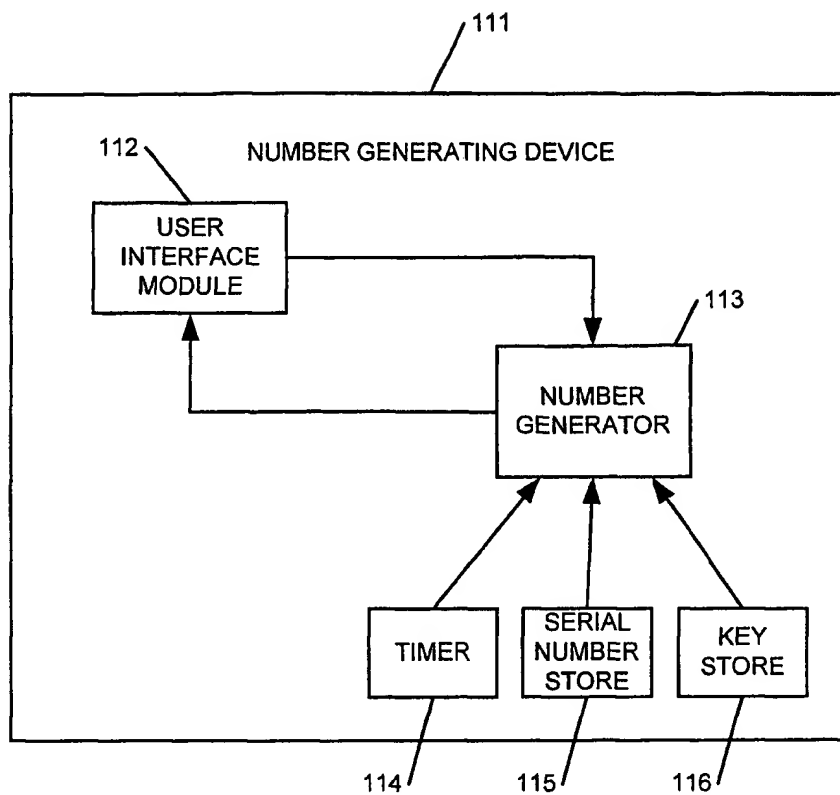 111
NUMBER GENERATING DEVICE
112
USER
INTERFACE
MODULE
113
NUMBER
GENERATOR
TIMER
SERIAL
NUMBER
STORE
KEY
STORE
114
115
116